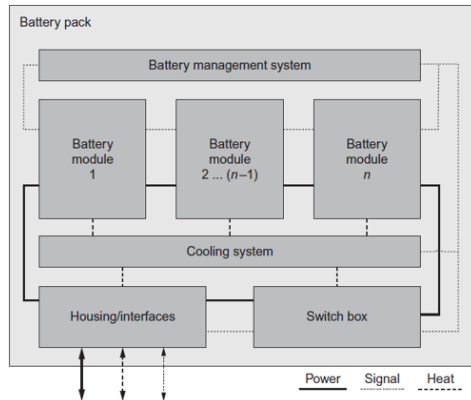 Battery pack
Battery management system
Battery
module
1
Battery
module
2 ... (n–1)
Battery
module
n
Cooling system
Housing/interfaces
Switch box
Power
Signal
Heat